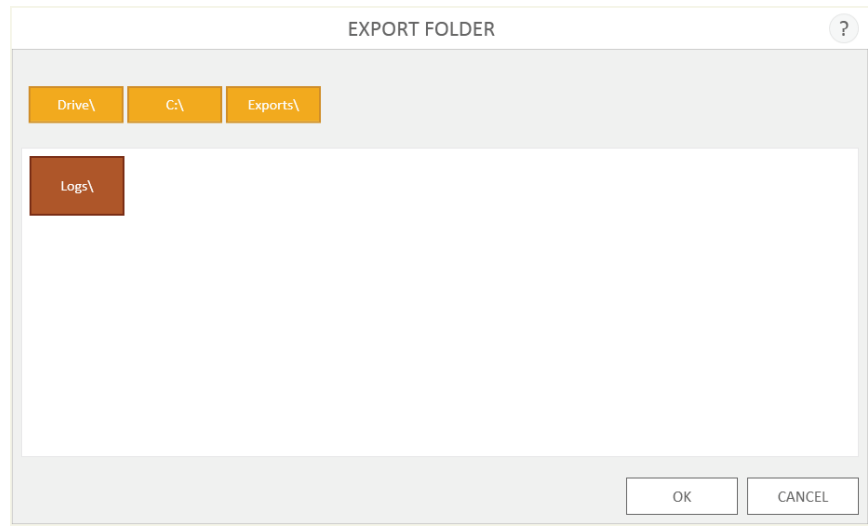 EXPORT FOLDER
?
Drive\ C:\ Exports\
Logs\
OK CANCEL